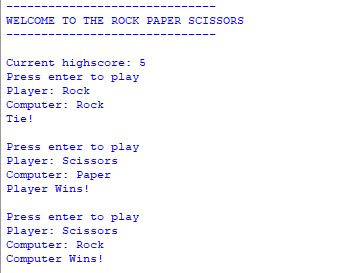 ------------------------------
WELCOME TO THE ROCK PAPER SCISSORS
------------------------------
Current highscore: 5
Press enter to play
Player: Rock
Computer: Rock
Tie!
Press enter to play
Player: Scissors
Computer: Paper
Player Wins!
Press enter to play
Player: Scissors
Computer: Rock
Computer Wins!